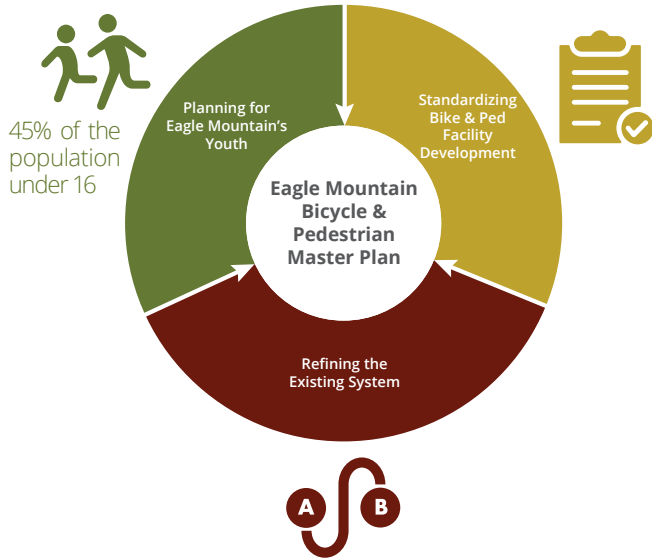 45% of the
population
under 16
Planning for
Eagle Mountain's
Youth
Standardizing
Bike & Ped
Facility
Development
Eagle Mountain
Bicycle &
Pedestrian
Master Plan
Refining the
Existing System
A
B